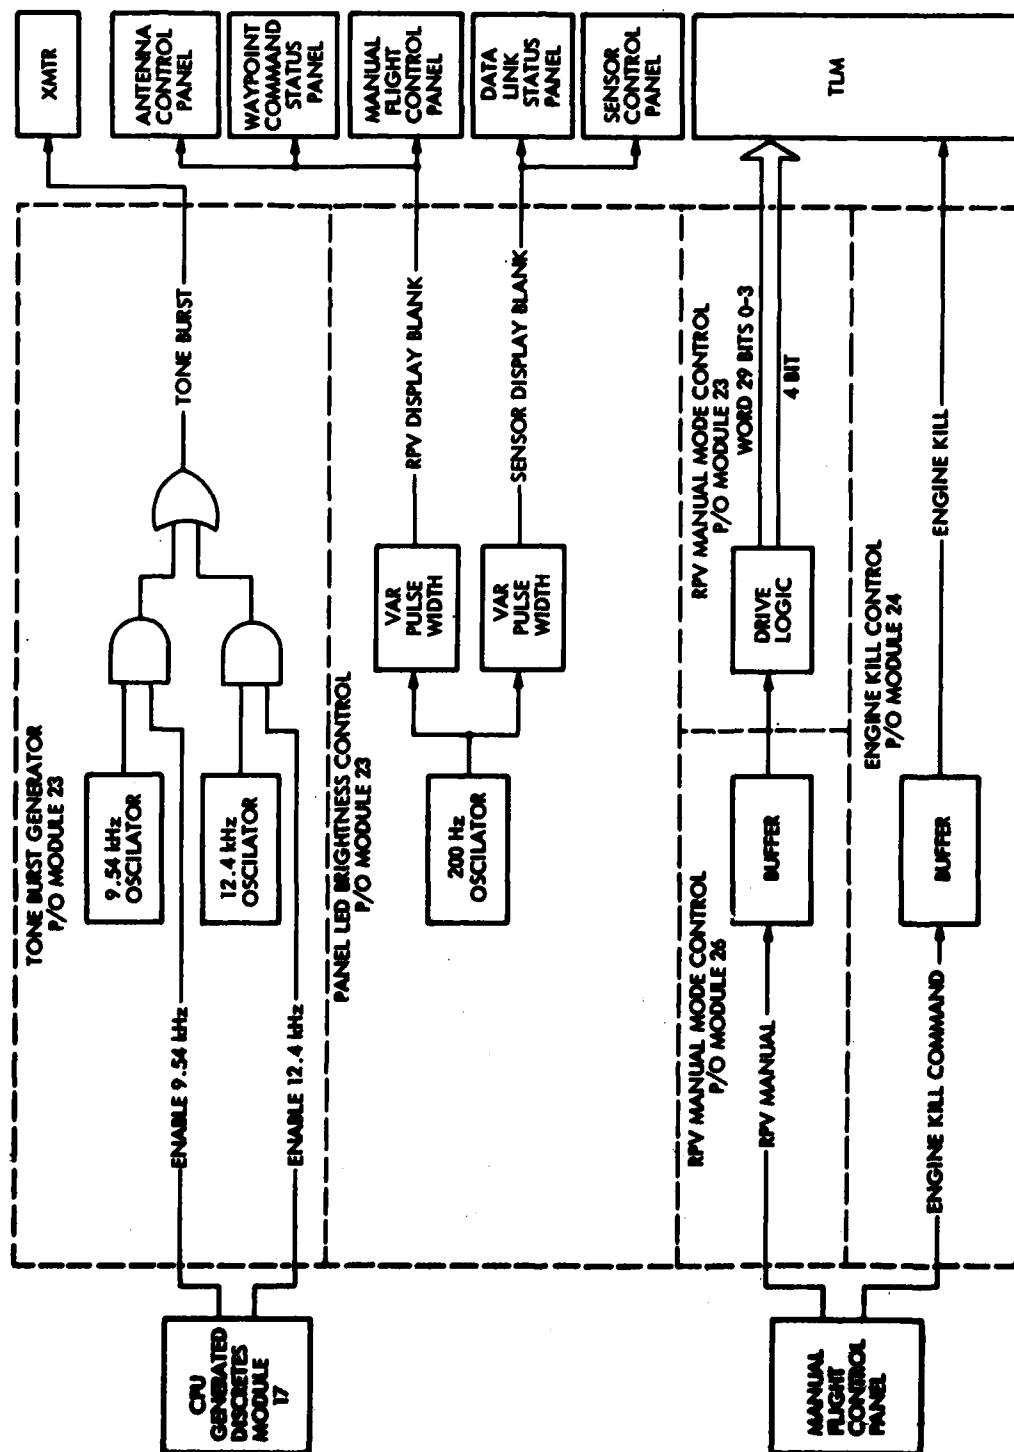 XMTR
ANTENNA
CONTROL
PANEL
WAYPOINT
COMMAND
STATUS
PANEL
MANUAL
FLIGHT
CONTROL
PANEL
DATA
LINK
STATUS
PANEL
SENSOR
CONTROL
PANEL
TLM
TONE BURST GENERATOR
P/O MODULE 23
9.54 kHz
OSCILATOR
12.4 kHz
OSCILATOR
TONE BURST
ENABLE 9.54 kHz
ENABLE 12.4 kHz
CPU
GENERATED
DISCRETES
MODULE
17
PANEL LED BRIGHTNESS CONTROL
P/O MODULE 23
200 Hz
OSCILATOR
VAR
PULSE
WIDTH
VAR
PULSE
WIDTH
RPV DISPLAY BLANK
SENSOR DISPLAY BLANK
RPV MANUAL MODE CONTROL
P/O MODULE 26
RPV MANUAL
BUFFER
RPV MANUAL MODE CONTROL
P/O MODULE 23
DRIVE
LOGIC
WORD 29 BITS 0-3
4 BIT
ENGINE KILL CONTROL
P/O MODULE 24
ENGINE KILL COMMAND
BUFFER
ENGINE KILL
MANUAL
FLIGHT
CONTROL
PANEL